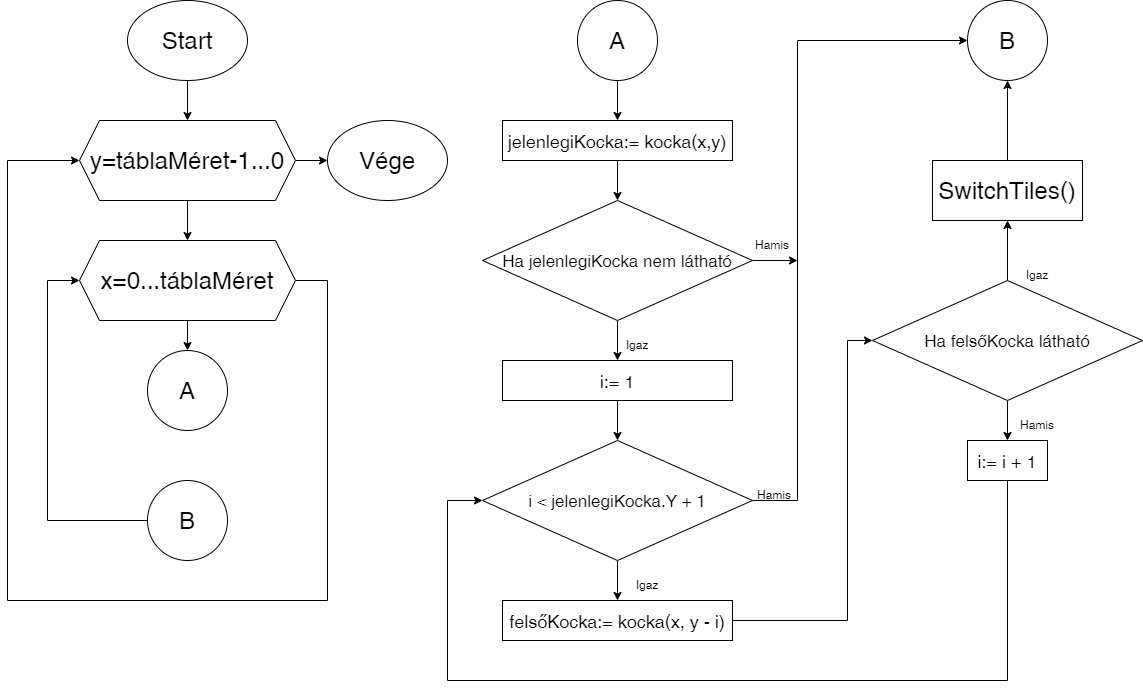 Start
y=táblaMéret-1...0
Vége
x=0...táblaMéret
A
B
A
jelenlegiKocka:= kocka(x,y)
Ha jelenlegiKocka nem látható
Hamis
Igaz
i:= 1
i < jelenlegiKocka.Y + 1
Hamis
Igaz
felsőKocka:= kocka(x, y - i)
B
SwitchTiles()
Igaz
Ha felsőKocka látható
Hamis
i:= i + 1